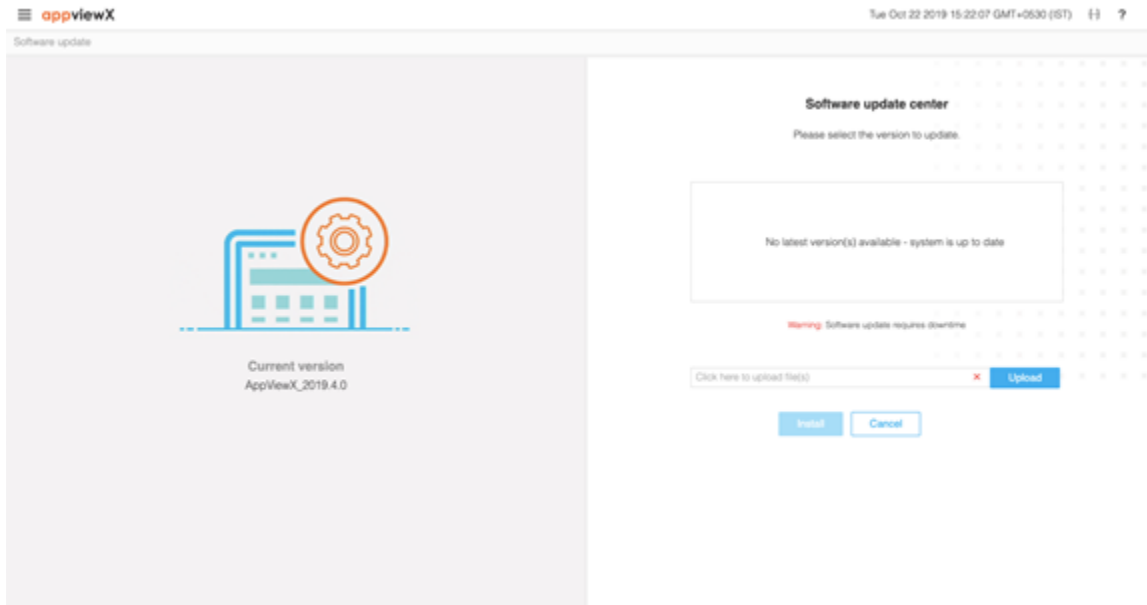 appviewX
Tue Oct 22 2019 15:22:07 GMT+0530 (IST) ?
Software update
Current version
AppViewX_2019.4.0
Software update center
Please select the version to update.
No latest version(s) available - system is up to date
Warning: Software update requires downtime
Click here to upload file(s)
Upload
Install
Cancel